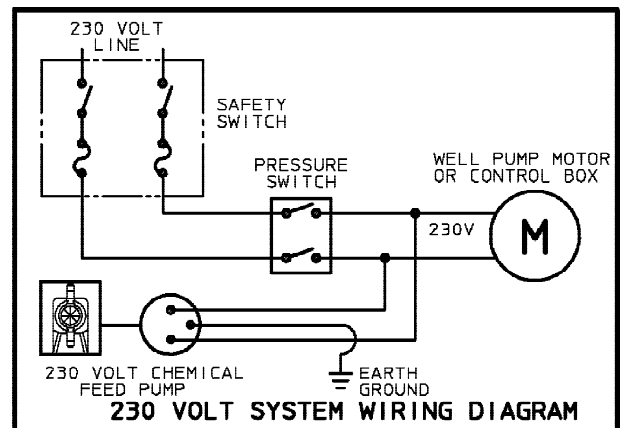 230 VOLT
LINE
SAFETY
SWITCH
PRESSURE
SWITCH
WELL PUMP MOTOR
OR CONTROL BOX
230V
M
230 VOLT CHEMICAL
FEED PUMP
EARTH
GROUND
230 VOLT SYSTEM WIRING DIAGRAM